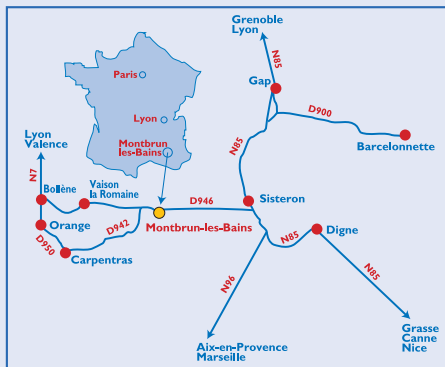 Grenoble
Lyon
N85
Paris
Gap
D900
Lyon
Barcelonnette
Montbrun
les-Bains
N85
Lyon
Valence
N7
Bollène
Vaison
la Romaine
D946
Sisteron
Montbrun-les-Bains
Orange
D942
D950
Carpentras
Digne
N85
N96
N85
Aix-en-Provence
Marseille
Grasse
Canne
Nice